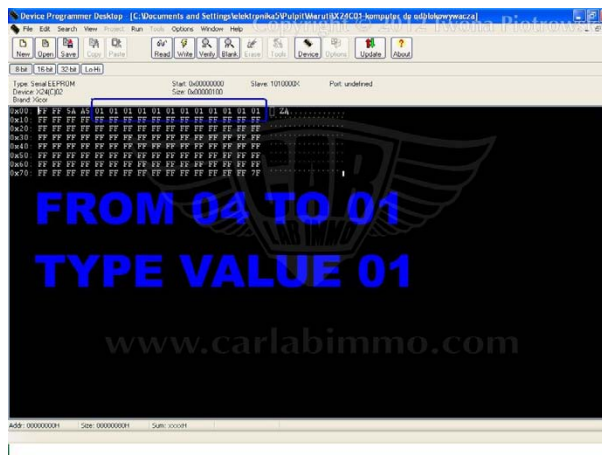 Device Programmer Desktop [C:\Documents and Settings\elektronika5\Pulpit\Maruti\X24C01-komputer do odblokowywacza]
Copyright © 2012 Iwona Piotrow
File Edit Search View Project Run Tools Options Window Help
New Open Save Copy Paste Read Write Verify Blank Erase Tools Device Options Update About
8-bit 16-bit 32-bit Lo-Hi
Type: Serial EEPROM Start: 0x00000000 Slave: 1010000X Port: undefined
Device: X24(C)02 Size: 0x00000100
Brand: Xicor
0x00: FF FF 5A A5 01 01 01 01 01 01 01 01 01 01 01 01
0x10: FF FF FF FF FF FF FF FF FF FF FF FF FF FF FF FF
0x20: FF FF FF FF FF FF FF FF FF FF FF FF FF FF FF FF
0x30: FF FF FF FF FF FF FF FF FF FF FF FF FF FF FF FF
0x40: FF FF FF FF FF FF FF FF FF FF FF FF FF FF FF FF
0x50: FF FF FF FF FF FF FF FF FF FF FF FF FF FF FF FF
0x60: FF FF FF FF FF FF FF FF FF FF FF FF FF FF FF FF
0x70: FF FF FF FF FF FF FF FF FF FF FF FF FF FF FF 7F
CAR
LAB IMMO
FROM 04 TO 01
TYPE VALUE 01
www.carlabimmo.com
Addr: 00000000H Size: 00000000H Sum: xxxxH